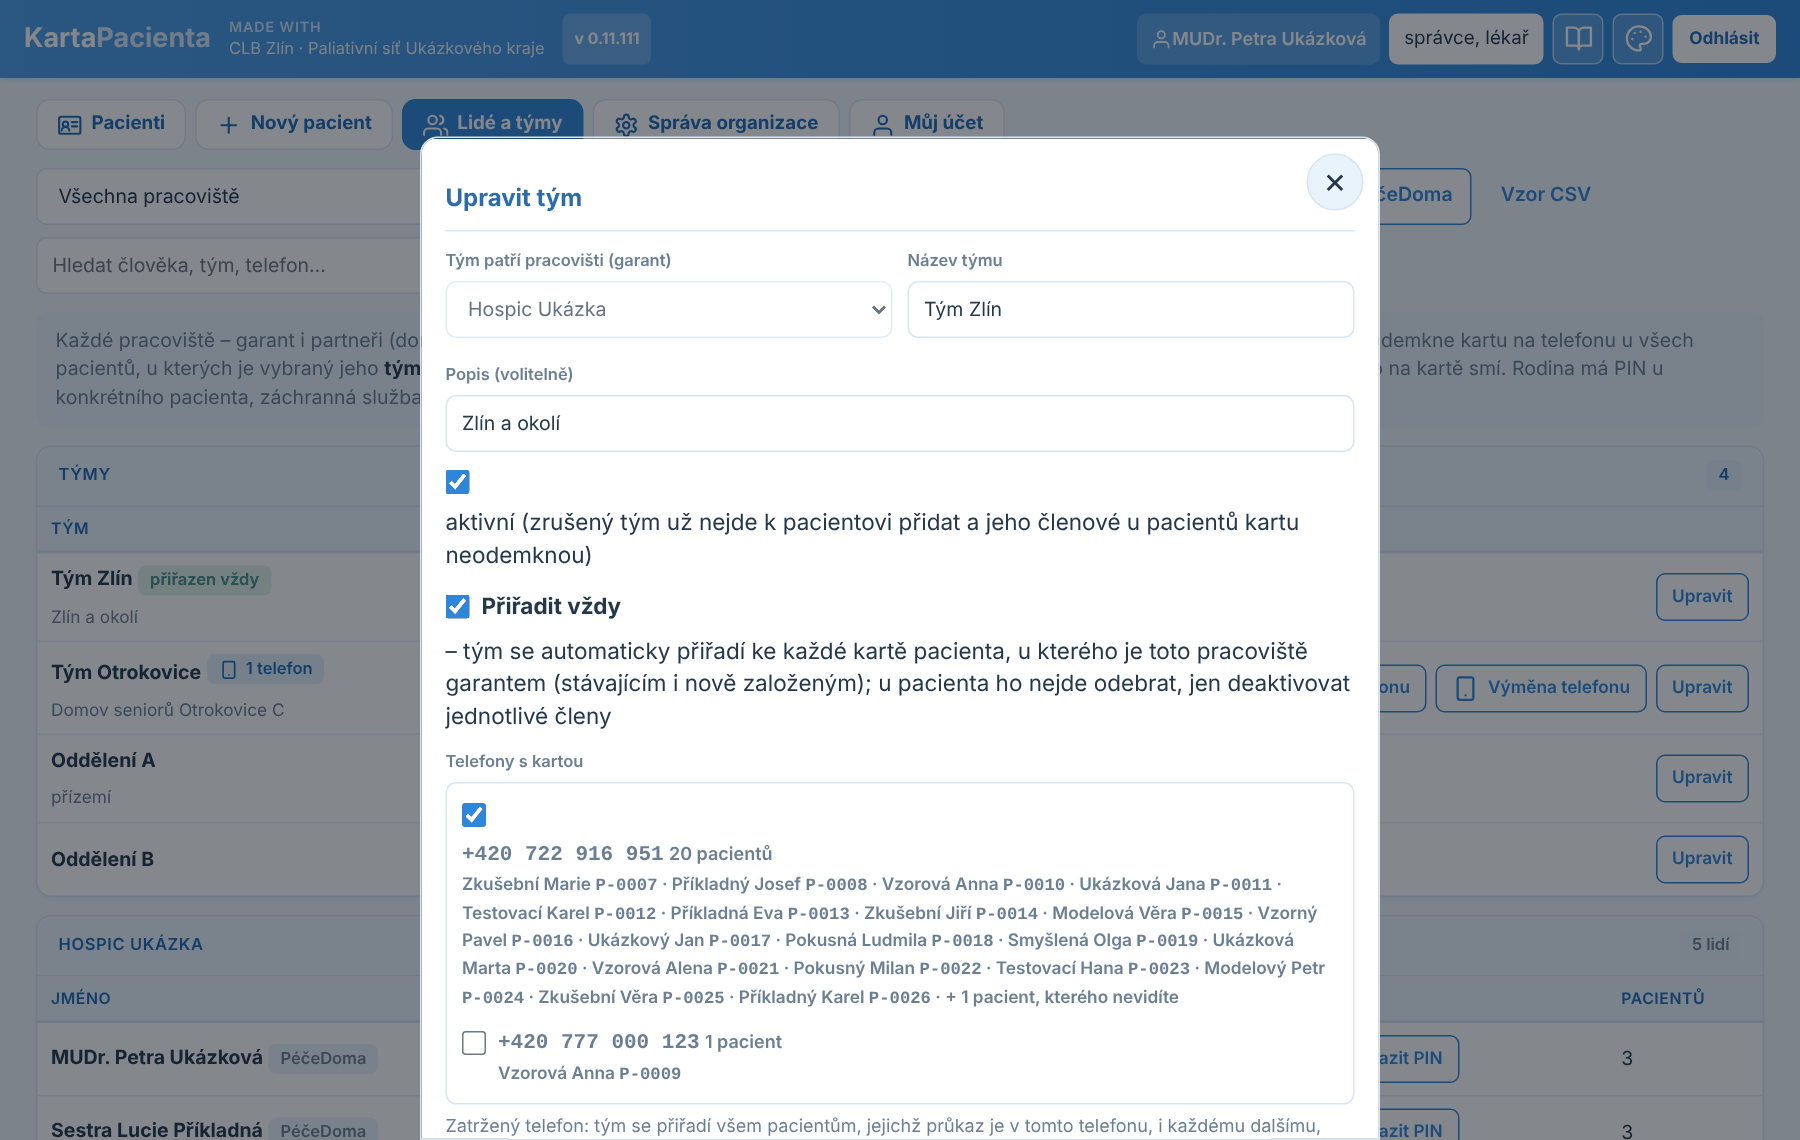 KartaPacienta
MADE WITH
CLB Zlín · Paliativní síť Ukázkového kraje
v 0.11.111
MUDr. Petra Ukázková
správce, lékař
Odhlásit
Pacienti
Nový pacient
Lidé a týmy
Správa organizace
Můj účet
Všechna pracoviště
čeDoma
Vzor CSV
Hledat člověka, tým, telefon...
Každé pracoviště – garant i partneři (do
demkne kartu na telefonu u všech
pacientů, u kterých je vybraný jeho tým
na kartě smí. Rodina má PIN u
konkrétního pacienta, záchranná služba
TÝMY
4
TÝM
Tým Zlín přiřazen vždy
Zlín a okolí
Upravit
Tým Otrokovice 1 telefon
Domov seniorů Otrokovice C
onu
Výměna telefonu
Upravit
Oddělení A
přízemí
Upravit
Oddělení B
Upravit
HOSPIC UKÁZKA
5 lidí
JMÉNO
PACIENTŮ
MUDr. Petra Ukázková PéčeDoma
azit PIN
3
Sestra Lucie Příkladná PéčeDoma
azit PIN
3
Upravit tým
Tým patří pracovišti (garant)
Název týmu
Hospic Ukázka
Tým Zlín
Popis (volitelně)
Zlín a okolí
aktivní (zrušený tým už nejde k pacientovi přidat a jeho členové u pacientů kartu
neodemknou)
Přiřadit vždy
– tým se automaticky přiřadí ke každé kartě pacienta, u kterého je toto pracoviště
garantem (stávajícím i nově založeným); u pacienta ho nejde odebrat, jen deaktivovat
jednotlivé členy
Telefony s kartou
+420 722 916 951 20 pacientů
Zkušební Marie P-0007 · Příkladný Josef P-0008 · Vzorová Anna P-0010 · Ukázková Jana P-0011 ·
Testovací Karel P-0012 · Příkladná Eva P-0013 · Zkušební Jiří P-0014 · Modelová Věra P-0015 · Vzorný
Pavel P-0016 · Ukázkový Jan P-0017 · Pokusná Ludmila P-0018 · Smyšlená Olga P-0019 · Ukázková
Marta P-0020 · Vzorová Alena P-0021 · Pokusný Milan P-0022 · Testovací Hana P-0023 · Modelový Petr
P-0024 · Zkušební Věra P-0025 · Příkladný Karel P-0026 · + 1 pacient, kterého nevidíte
+420 777 000 123 1 pacient
Vzorová Anna P-0009
Zatržený telefon: tým se přiřadí všem pacientům, jejichž průkaz je v tomto telefonu, i každému dalšímu,